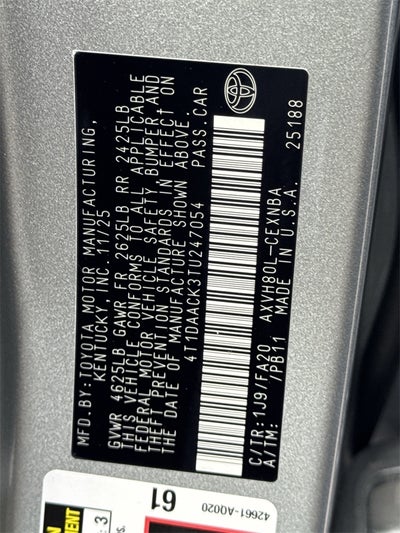 MFD.BY:TOYOTA MOTOR MANUFACTURING,
KENTUCKY, INC. 11/25
GVWR 4625LB GAWR FR 2625LB RR 2425LB
THIS VEHICLE CONFORMS TO ALL APPLICABLE
FEDERAL MOTOR VEHICLE SAFETY, BUMPER AND
THEFT PREVENTION STANDARDS IN EFFECT ON
THE DATE OF MANUFACTURE SHOWN ABOVE.
4T1DAACK3TU247054 PASS.CAR
C/TR:1J9/FA20 AXVH80L-CEXNBA
A/TM: /PB11 MADE IN U.S.A. 25188
61
42661-A0020